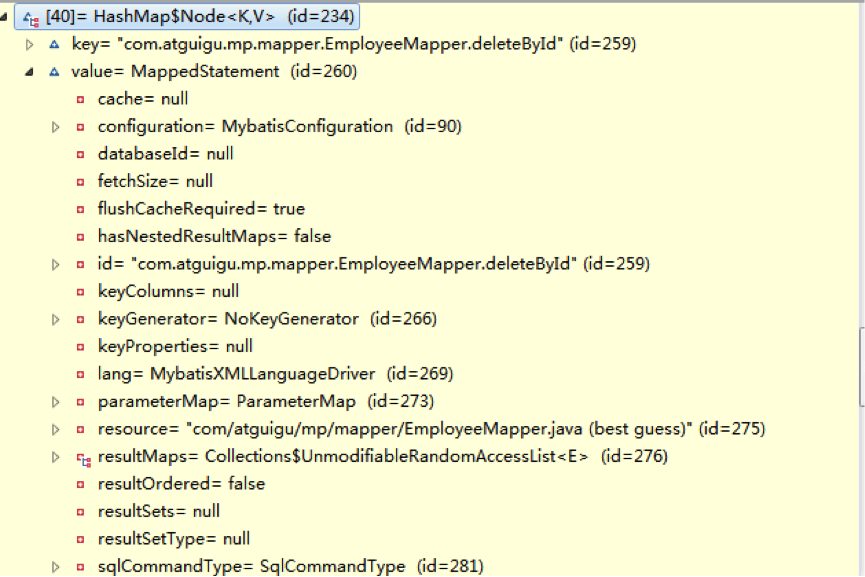 [40]= HashMap$Node<K,V> (id=234)
key= "com.atguigu.mp.mapper.EmployeeMapper.deleteById" (id=259)
value= MappedStatement (id=260)
cache= null
configuration= MybatisConfiguration (id=90)
databaseId= null
fetchSize= null
flushCacheRequired= true
hasNestedResultMaps= false
id= "com.atguigu.mp.mapper.EmployeeMapper.deleteById" (id=259)
keyColumns= null
keyGenerator= NoKeyGenerator (id=266)
keyProperties= null
lang= MybatisXMLLanguageDriver (id=269)
parameterMap= ParameterMap (id=273)
resource= "com/atguigu/mp/mapper/EmployeeMapper.java (best guess)" (id=275)
resultMaps= Collections$UnmodifiableRandomAccessList<E> (id=276)
resultOrdered= false
resultSets= null
resultSetType= null
sqlCommandType= SqlCommandType (id=281)